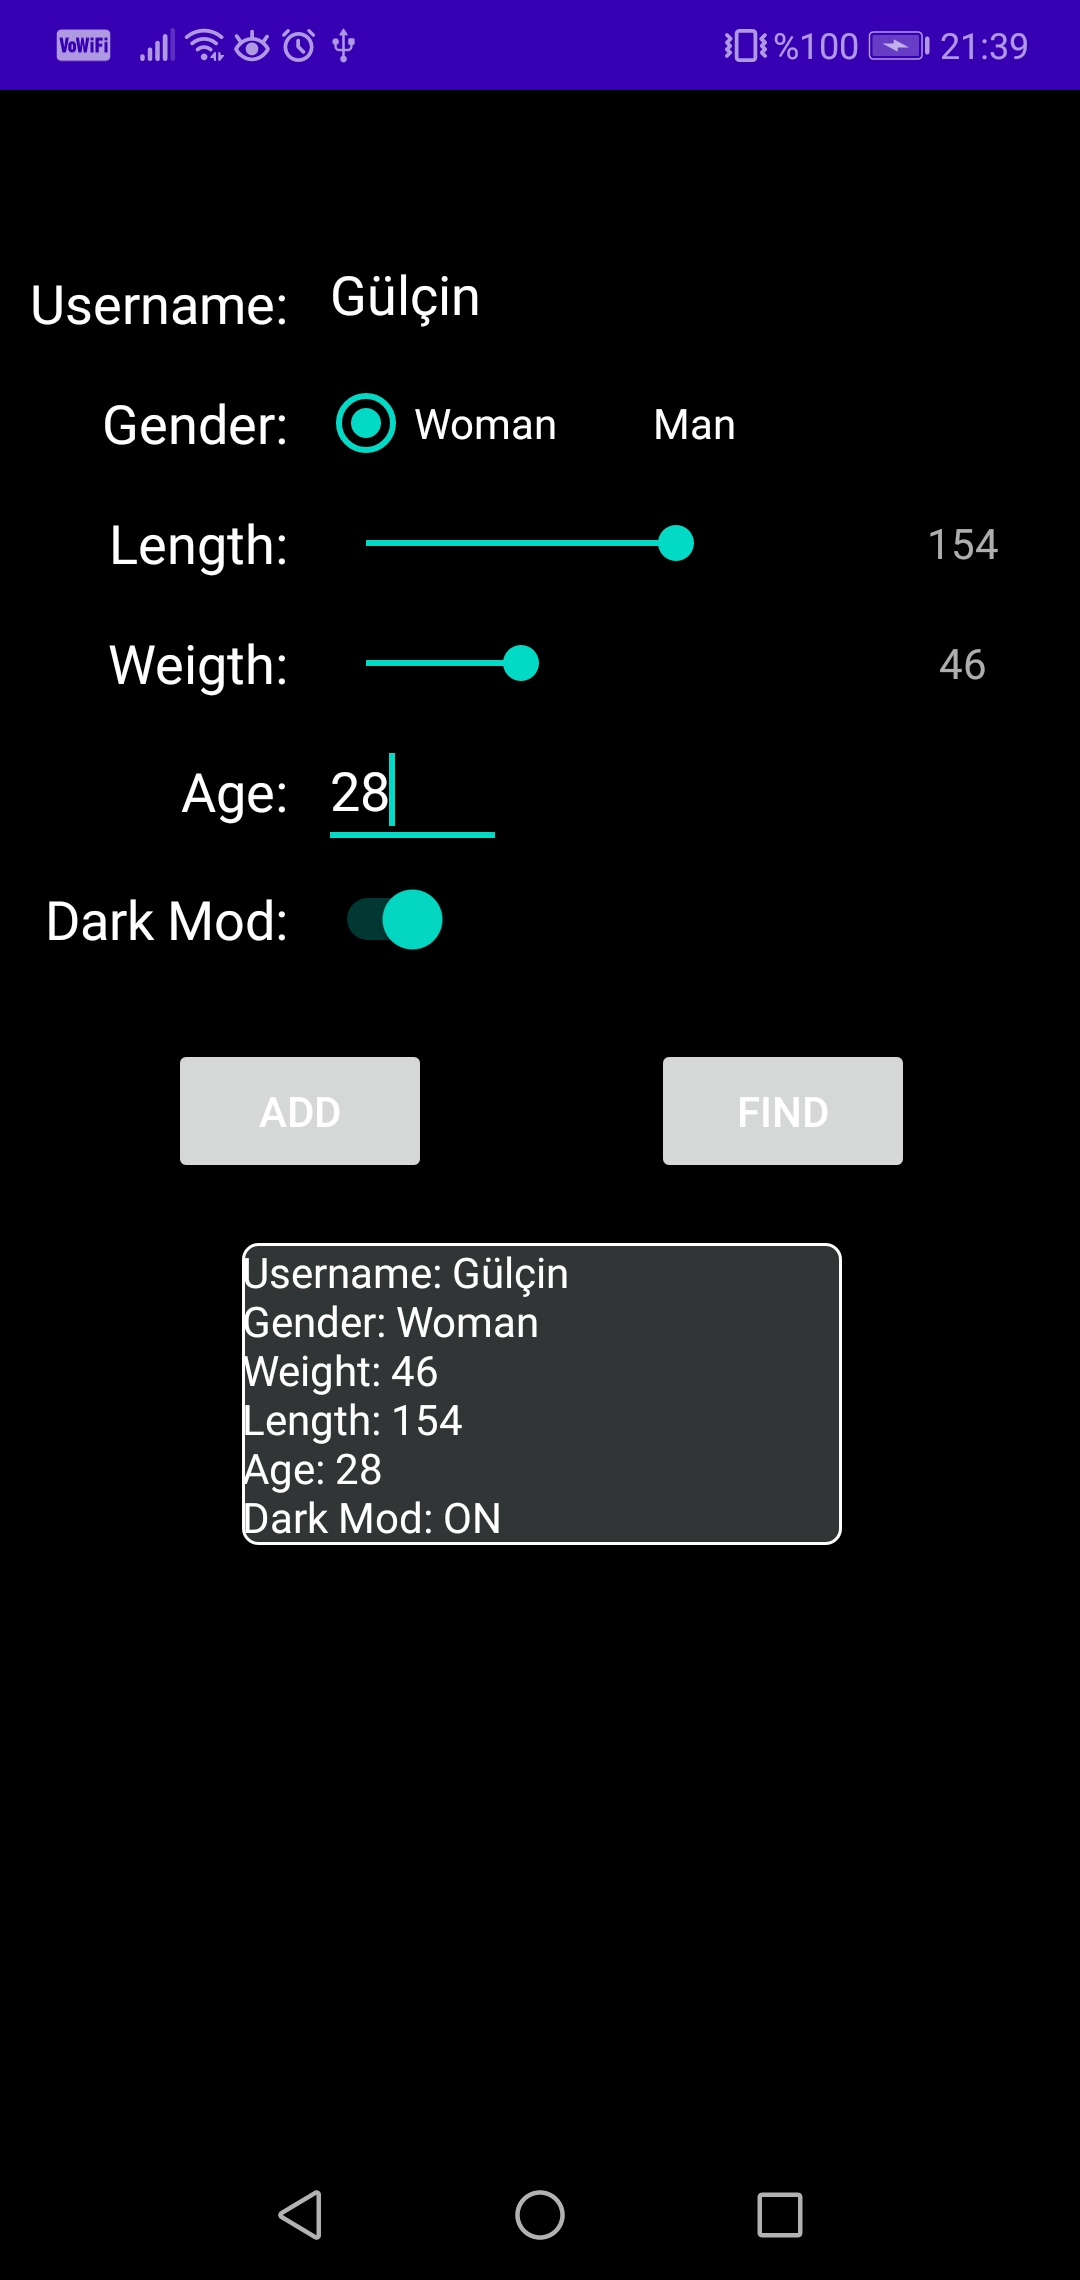 VoWiFi %100 21:39
Username: Gülçin
Gender: Woman Man
Length: 154
Weigth: 46
Age: 28
Dark Mod:
ADD FIND
Username: Gülçin
Gender: Woman
Weight: 46
Length: 154
Age: 28
Dark Mod: ON